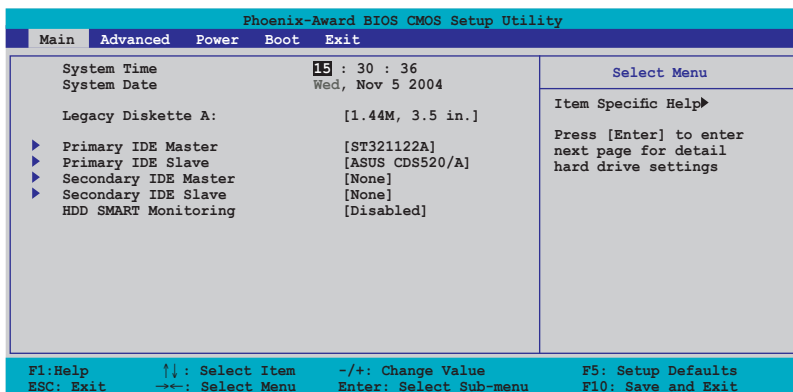 Phoenix-Award BIOS CMOS Setup Utility
Main Advanced Power Boot Exit
System Time 15 : 30 : 36
System Date Wed, Nov 5 2004
Legacy Diskette A: [1.44M, 3.5 in.]
Primary IDE Master [ST321122A]
Primary IDE Slave [ASUS CDS520/A]
Secondary IDE Master [None]
Secondary IDE Slave [None]
HDD SMART Monitoring [Disabled]
Select Menu
Item Specific Help
Press [Enter] to enter
next page for detail
hard drive settings
F1:Help ↑↓: Select Item -/+: Change Value F5: Setup Defaults
ESC: Exit →←: Select Menu Enter: Select Sub-menu F10: Save and Exit